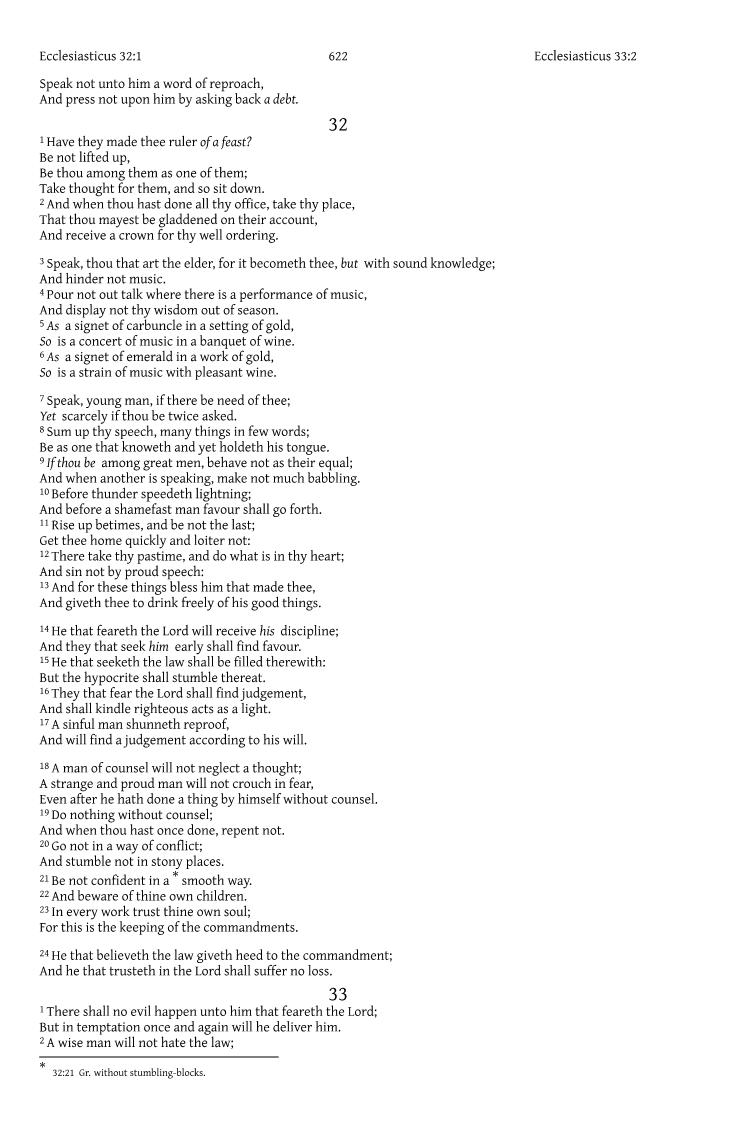 Ecclesiasticus 32:1 622 Ecclesiasticus 33:2
Speak not unto him a word of reproach,
And press not upon him by asking back a debt.
32
1 Have they made thee ruler of a feast?
Be not lifted up,
Be thou among them as one of them;
Take thought for them, and so sit down.
2 And when thou hast done all thy office, take thy place,
That thou mayest be gladdened on their account,
And receive a crown for thy well ordering.
3 Speak, thou that art the elder, for it becometh thee, but with sound knowledge;
And hinder not music.
4 Pour not out talk where there is a performance of music,
And display not thy wisdom out of season.
5 As a signet of carbuncle in a setting of gold,
So is a concert of music in a banquet of wine.
6 As a signet of emerald in a work of gold,
So is a strain of music with pleasant wine.
7 Speak, young man, if there be need of thee;
Yet scarcely if thou be twice asked.
8 Sum up thy speech, many things in few words;
Be as one that knoweth and yet holdeth his tongue.
9 If thou be among great men, behave not as their equal;
And when another is speaking, make not much babbling.
10 Before thunder speedeth lightning;
And before a shamefast man favour shall go forth.
11 Rise up betimes, and be not the last;
Get thee home quickly and loiter not:
12 There take thy pastime, and do what is in thy heart;
And sin not by proud speech:
13 And for these things bless him that made thee,
And giveth thee to drink freely of his good things.
14 He that feareth the Lord will receive his discipline;
And they that seek him early shall find favour.
15 He that seeketh the law shall be filled therewith:
But the hypocrite shall stumble thereat.
16 They that fear the Lord shall find judgement,
And shall kindle righteous acts as a light.
17 A sinful man shunneth reproof,
And will find a judgement according to his will.
18 A man of counsel will not neglect a thought;
A strange and proud man will not crouch in fear,
Even after he hath done a thing by himself without counsel.
19 Do nothing without counsel;
And when thou hast once done, repent not.
20 Go not in a way of conflict;
And stumble not in stony places.
21 Be not confident in a * smooth way.
22 And beware of thine own children.
23 In every work trust thine own soul;
For this is the keeping of the commandments.
24 He that believeth the law giveth heed to the commandment;
And he that trusteth in the Lord shall suffer no loss.
33
1 There shall no evil happen unto him that feareth the Lord;
But in temptation once and again will he deliver him.
2 A wise man will not hate the law;
* 32:21 Gr. without stumbling-blocks.